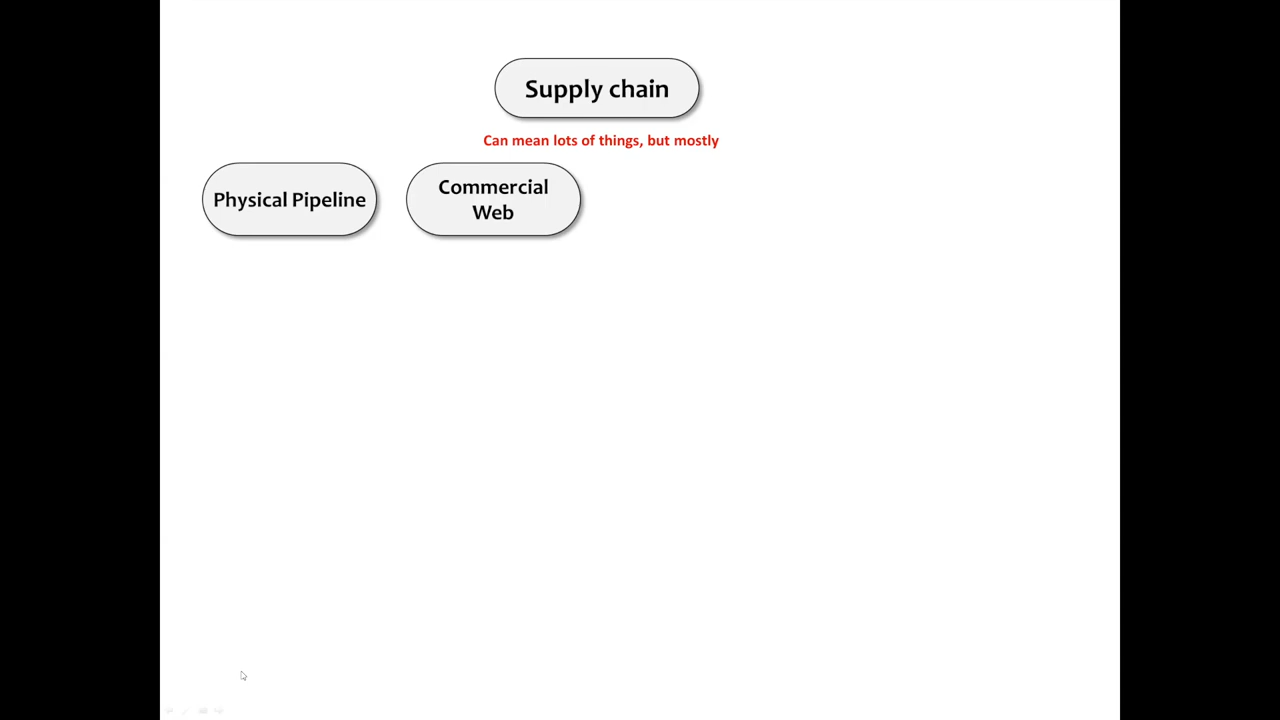 Supply chain
Can mean lots of things, but mostly
Physical Pipeline
Commercial
Web